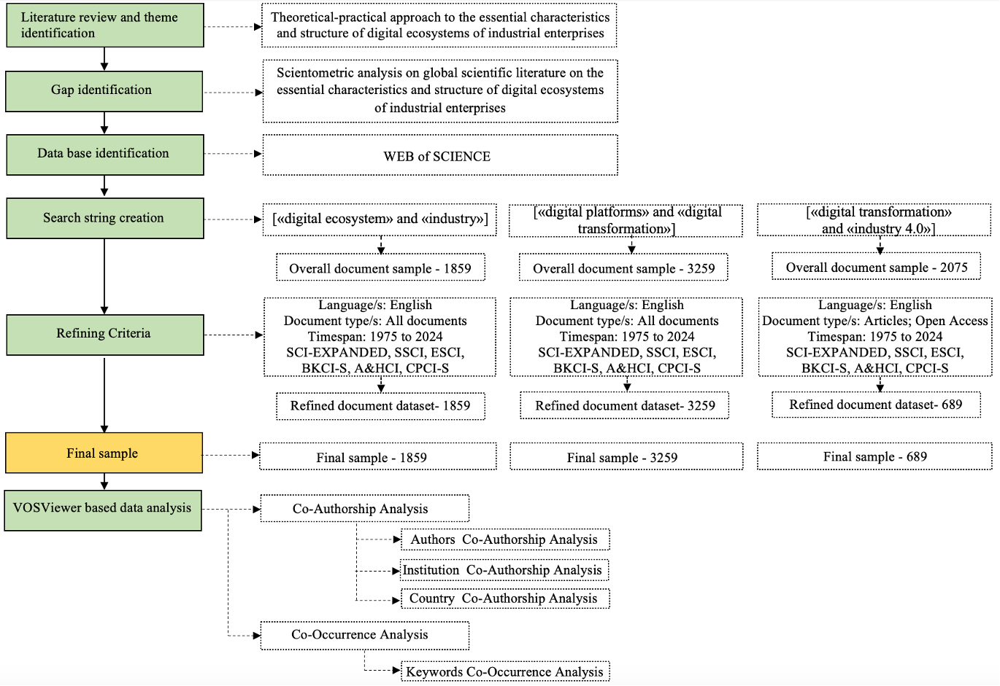 Literature review and theme
identification
Theoretical-practical approach to the essential characteristics
and structure of digital ecosystems of industrial enterprises
Gap identification
Scientometric analysis on global scientific literature on the
essential characteristics and structure of digital ecosystems
of industrial enterprises
Data base identification
WEB of SCIENCE
Search string creation
[«digital ecosystem» and «industry»]
[«digital platforms» and «digital
transformation»]
[«digital transformation»
and «industry 4.0»]
Overall document sample - 1859
Overall document sample - 3259
Overall document sample - 2075
Refining Criteria
Language/s: English
Document type/s: All documents
Timespan: 1975 to 2024
SCI-EXPANDED, SSCI, ESCI,
BKCI-S, A&HCI, CPCI-S
Language/s: English
Document type/s: All documents
Timespan: 1975 to 2024
SCI-EXPANDED, SSCI, ESCI,
BKCI-S, A&HCI, CPCI-S
Language/s: English
Document type/s: Articles; Open Access
Timespan: 1975 to 2024
SCI-EXPANDED, SSCI, ESCI,
BKCI-S, A&HCI, CPCI-S
Refined document dataset- 1859
Refined document dataset- 3259
Refined document dataset- 689
Final sample
Final sample - 1859
Final sample - 3259
Final sample - 689
VOSViewer based data analysis
Co-Authorship Analysis
Authors  Co-Authorship Analysis
Institution  Co-Authorship Analysis
Country  Co-Authorship Analysis
Co-Occurrence Analysis
Keywords Co-Occurrence Analysis